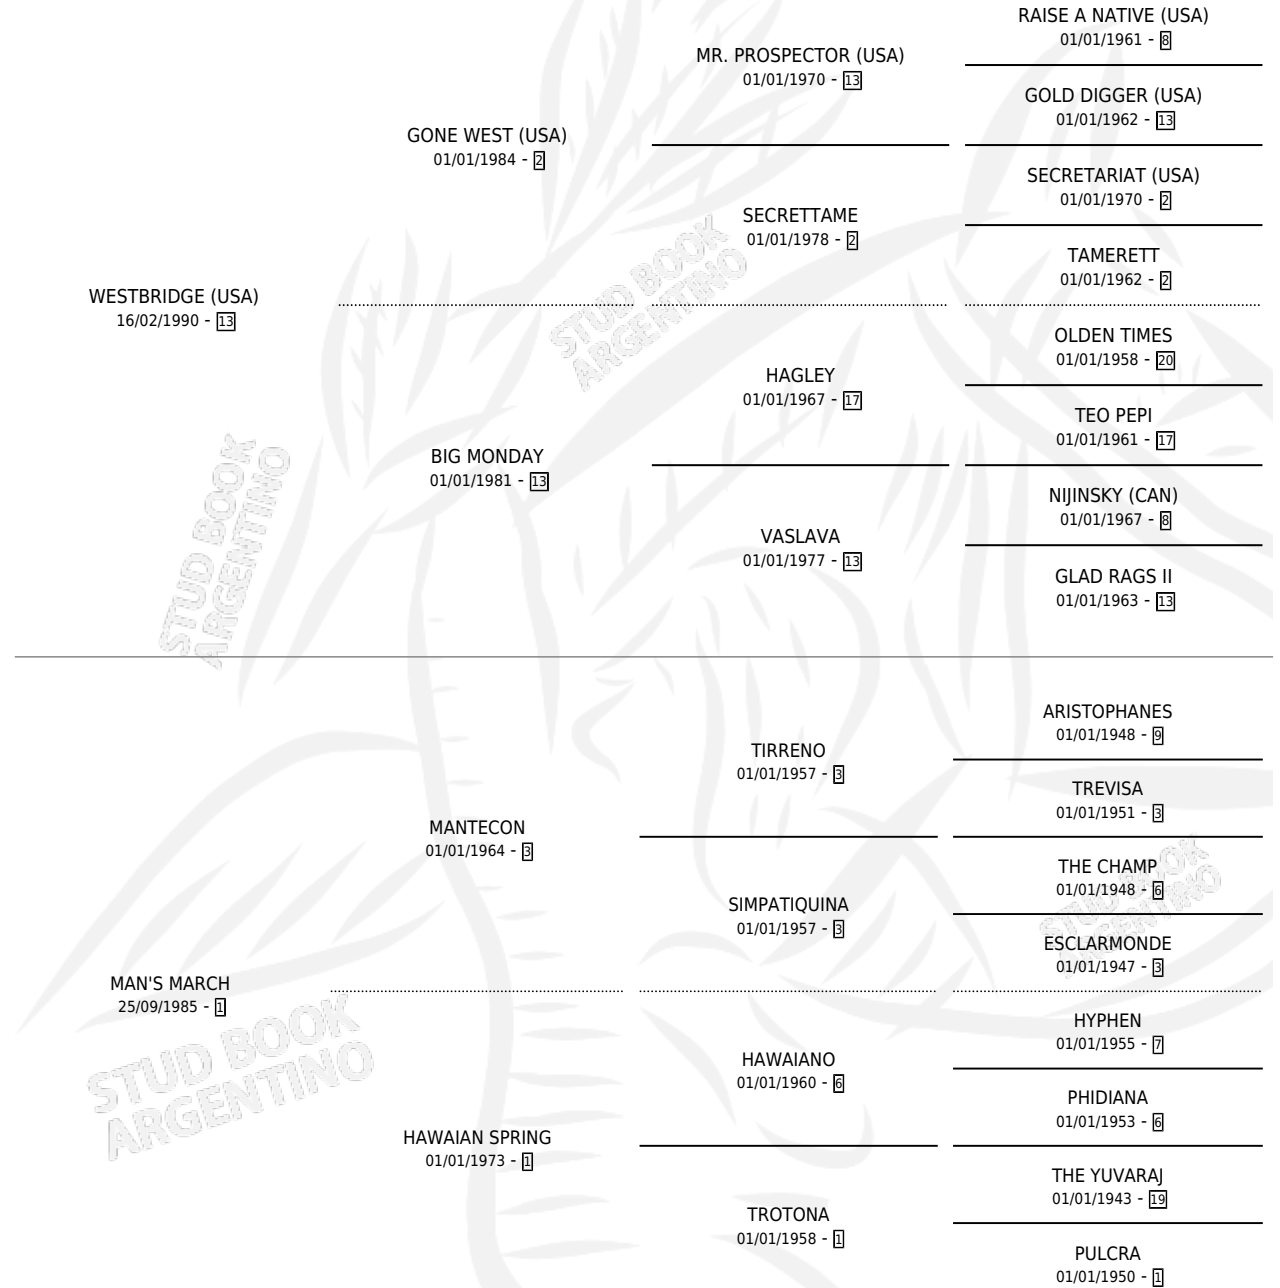 RAISE A NATIVE (USA)
01/01/1961 - 8
MR. PROSPECTOR (USA)
01/01/1970 - 13
GOLD DIGGER (USA)
01/01/1962 - 13
GONE WEST (USA)
01/01/1984 - 2
SECRETARIAT (USA)
01/01/1970 - 2
SECRETTAME
01/01/1978 - 2
TAMERETT
01/01/1962 - 2
WESTBRIDGE (USA)
16/02/1990 - 13
OLDEN TIMES
01/01/1958 - 20
HAGLEY
01/01/1967 - 17
TEO PEPI
01/01/1961 - 17
BIG MONDAY
01/01/1981 - 13
NIJINSKY (CAN)
01/01/1967 - 8
VASLAVA
01/01/1977 - 13
GLAD RAGS II
01/01/1963 - 13
ARISTOPHANES
01/01/1948 - 9
TIRRENO
01/01/1957 - 3
TREVISA
01/01/1951 - 3
MANTECON
01/01/1964 - 3
THE CHAMP
01/01/1948 - 6
SIMPATIQUINA
01/01/1957 - 3
ESCLARMONDE
01/01/1947 - 3
MAN'S MARCH
25/09/1985 - 1
HYPHEN
01/01/1955 - 7
HAWAIANO
01/01/1960 - 6
PHIDIANA
01/01/1953 - 6
HAWAIAN SPRING
01/01/1973 - 1
THE YUVARAJ
01/01/1943 - 19
TROTONA
01/01/1958 - 1
PULCRA
01/01/1950 - 1
STUD BOOK
ARGENTINO
STUD BOOK
ARGENTINO
STUD BOOK
ARGENTINO
STUD BOOK
ARGENTINO